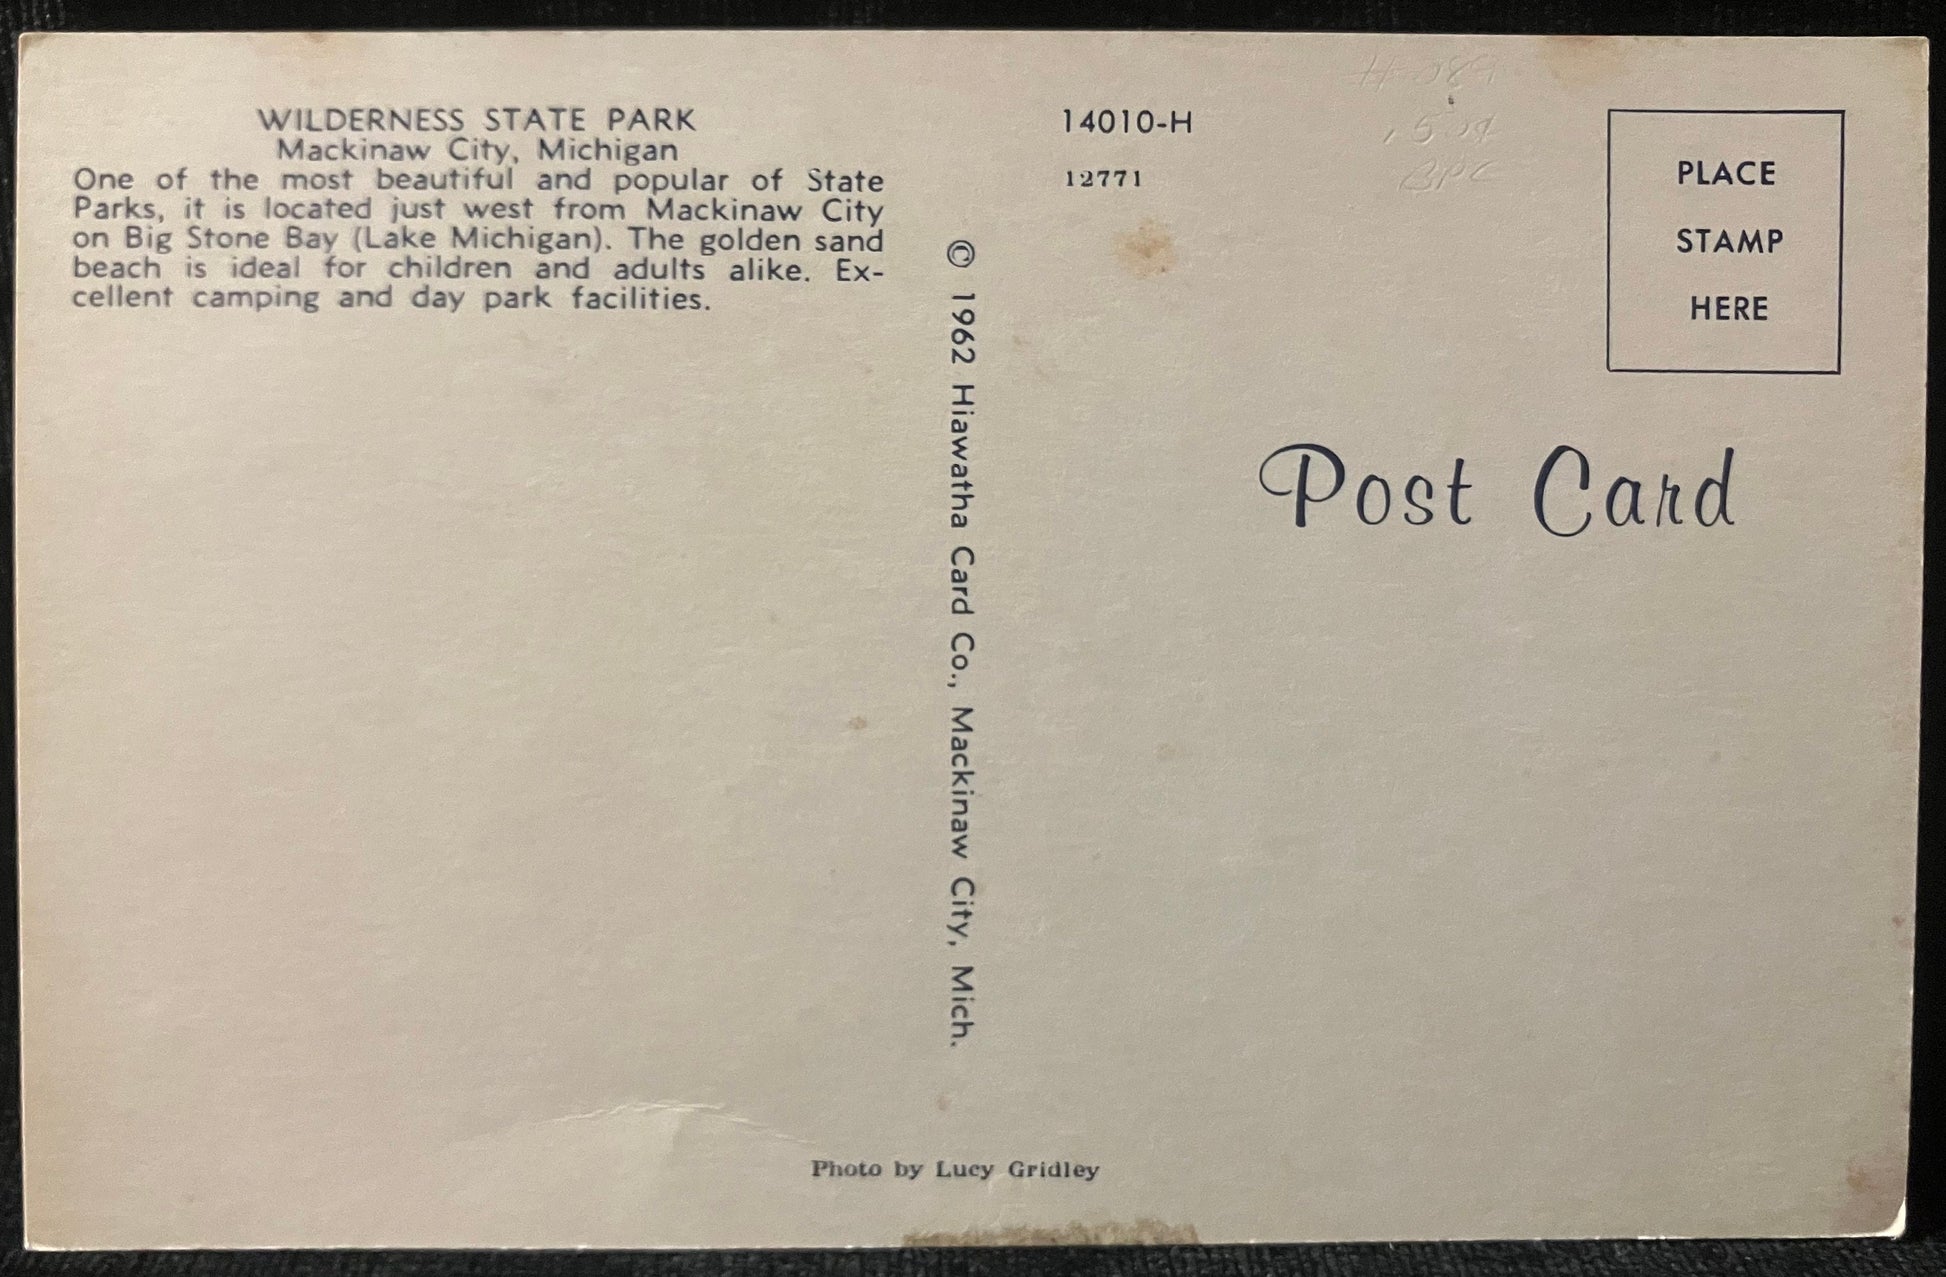 WILDERNESS STATE PARK
Mackinaw City, Michigan
One of the most beautiful and popular of State
Parks, it is located just west from Mackinaw City
on Big Stone Bay (Lake Michigan). The golden sand
beach is ideal for children and adults alike. Ex-
cellent camping and day park facilities.
© 1962 Hiawatha Card Co., Mackinaw City, Mich.
Photo by Lucy Gridley
14010-H
12771
PLACE
STAMP
HERE
Post Card